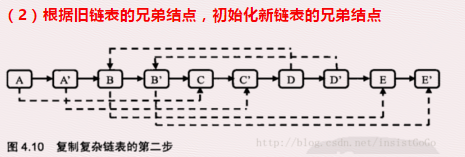 （2）根据旧链表的兄弟结点，初始化新链表的兄弟结点
A A' B B' C C' D D' E E'
图 4.10 复制复杂链表的第二步